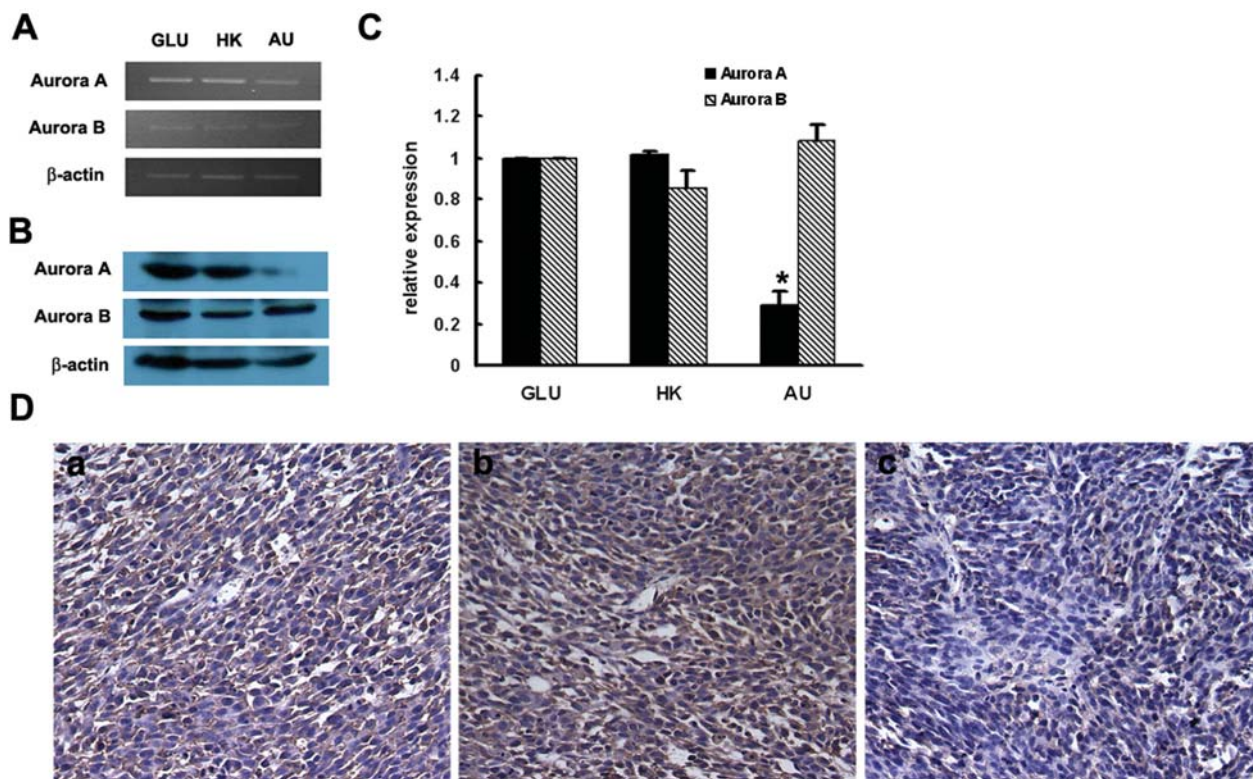 A
GLU HK AU
Aurora A
Aurora B
β-actin
B
Aurora A
Aurora B
β-actin
C
Aurora A
Aurora B
relative expression
1.4
1.2
1
0.8
0.6
0.4
0.2
0
*
GLU HK AU
D
a b c